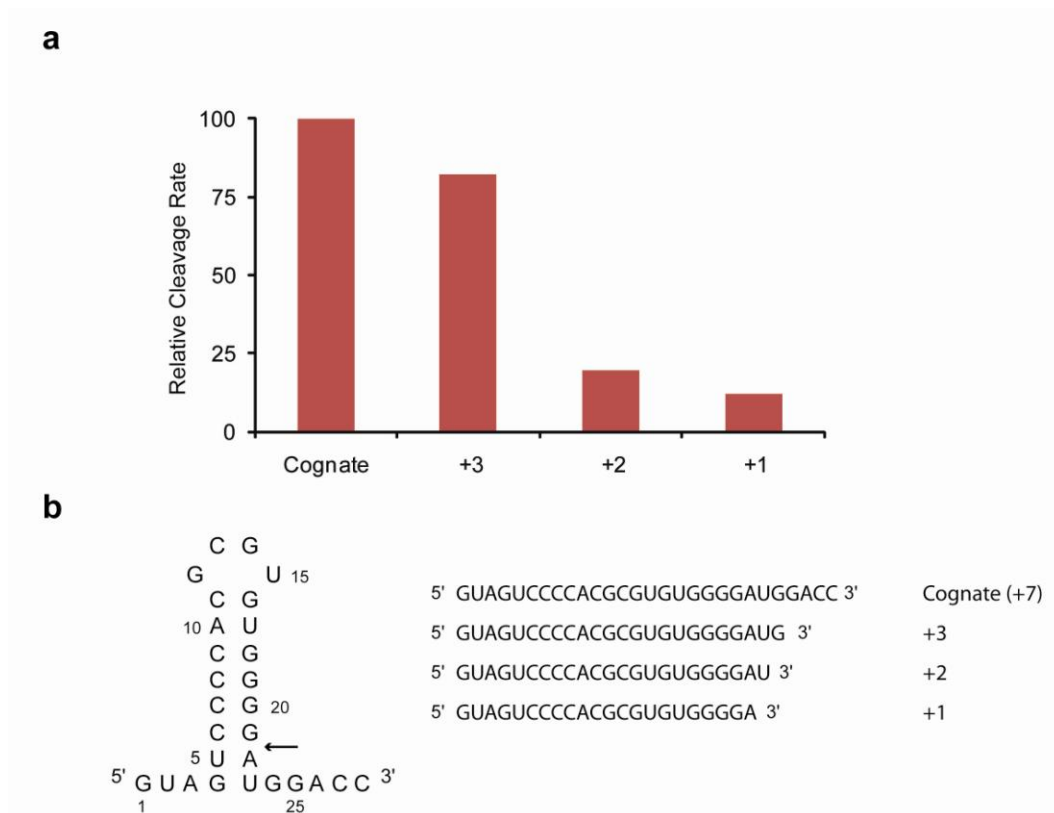 a
Relative Cleavage Rate
100
75
50
25
0
Cognate +3 +2 +1
b
C G
G U 15
C G
10 A U
C G
C G
C G 20
C G
5 U A
5' G U A G U G G A C C 3'
1 25
5' GUAGUCCCCACGCGUGUGGGGAUGGACC 3' Cognate (+7)
5' GUAGUCCCCACGCGUGUGGGGAUG 3' +3
5' GUAGUCCCCACGCGUGUGGGGAU 3' +2
5' GUAGUCCCCACGCGUGUGGGGA 3' +1